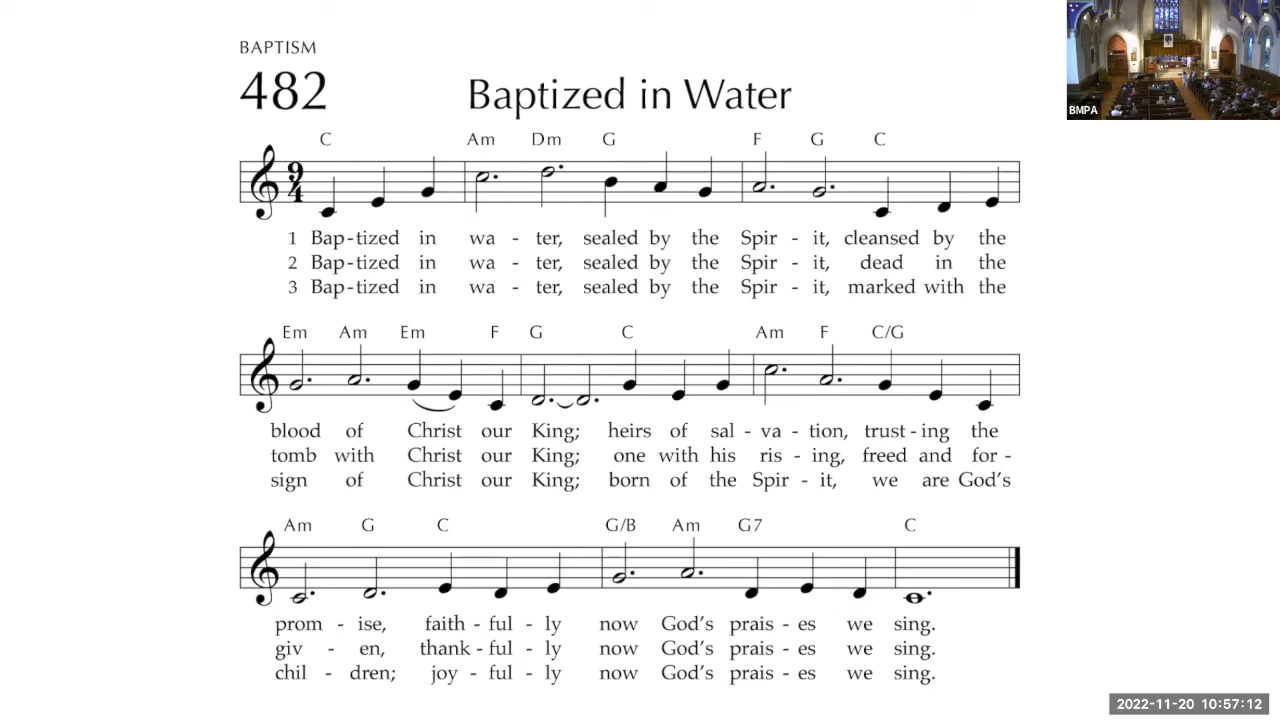 BAPTISM
482 Baptized in Water
C Am Dm G F G C
9
4
1 Bap-tized in wa - ter, sealed by the Spir - it, cleansed by the
2 Bap-tized in wa - ter, sealed by the Spir - it, dead in the
3 Bap-tized in wa - ter, sealed by the Spir - it, marked with the
Em Am Em F G C Am F C/G
blood of Christ our King; heirs of sal - va - tion, trust - ing the
tomb with Christ our King; one with his ris - ing, freed and for -
sign of Christ our King; born of the Spir - it, we are God's
Am G C G/B Am G7 C
prom - ise, faith - ful - ly now God's prais - es we sing.
giv - en, thank - ful - ly now God's prais - es we sing.
chil - dren; joy - ful - ly now God's prais - es we sing.
BMPA
2022-11-20 10:57:12